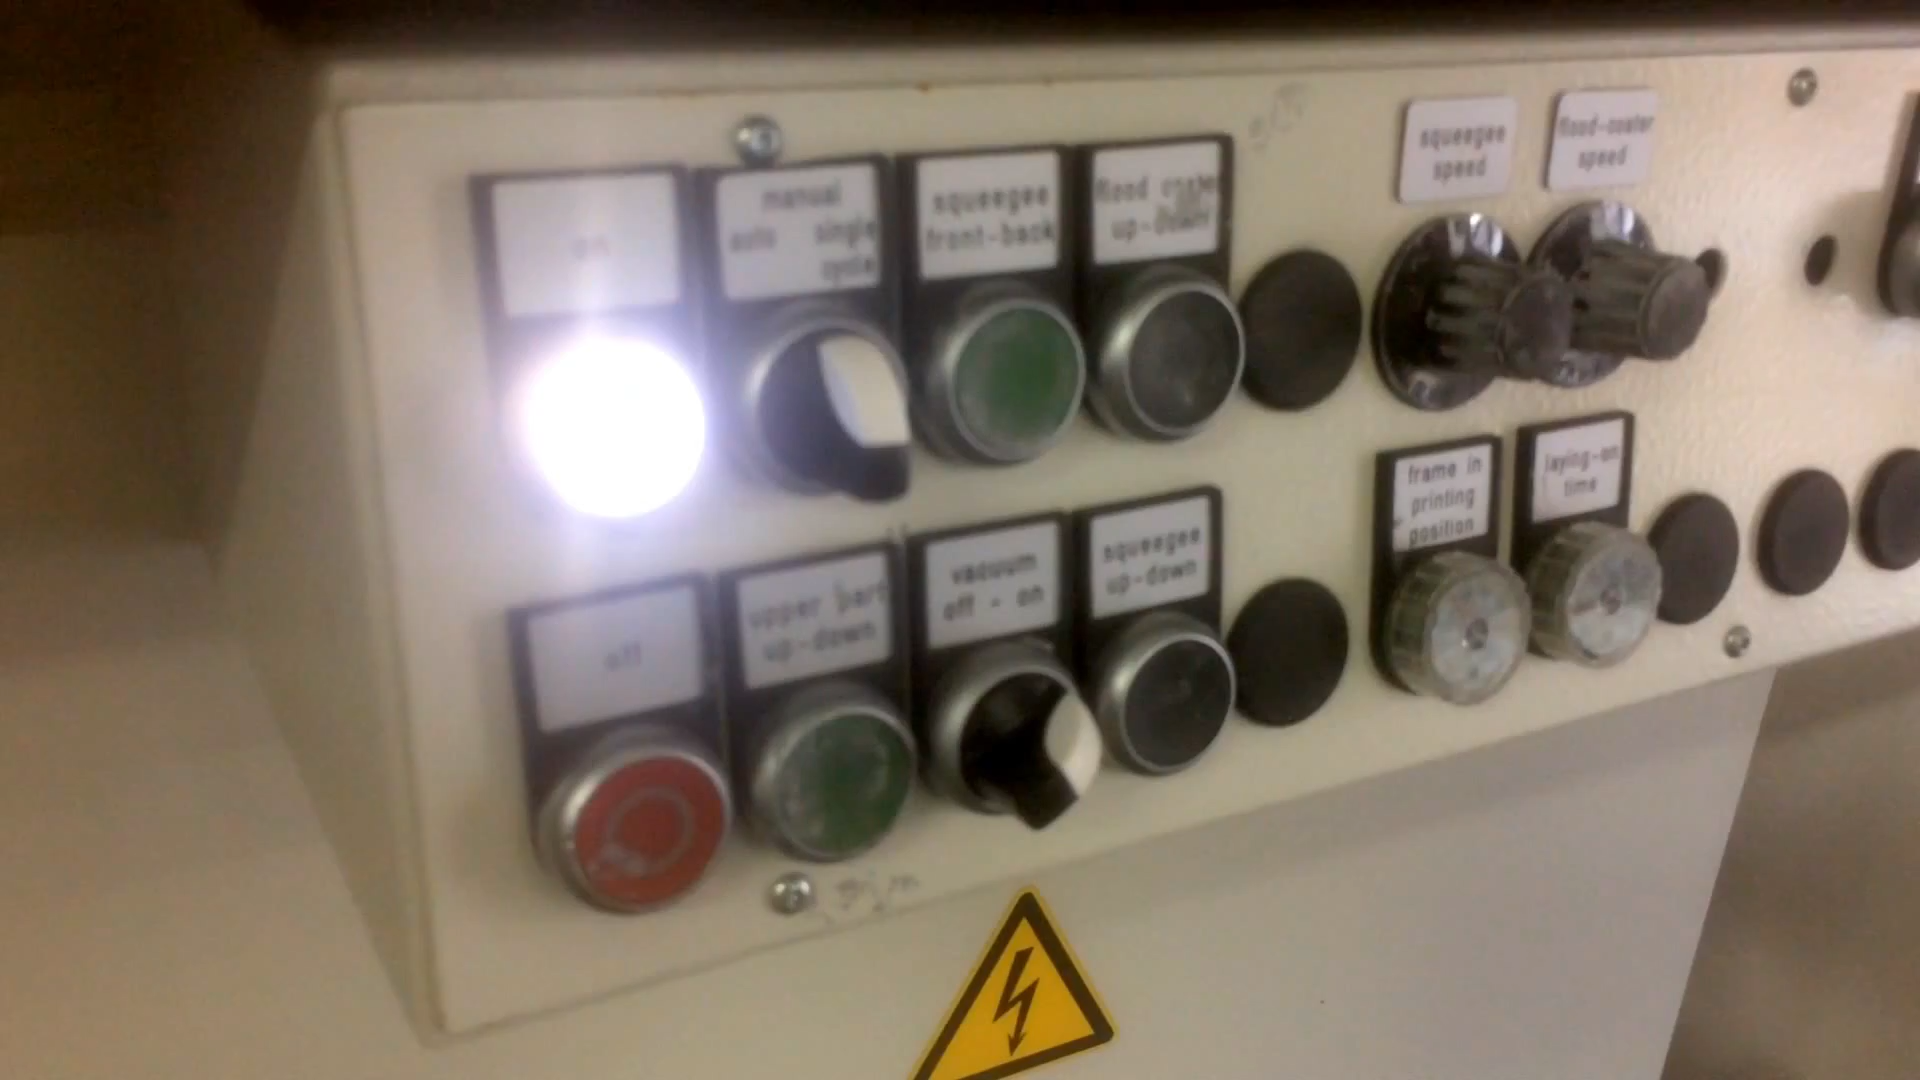 on
manual
auto single
cycle
squeegee
front-back
flood coater
up-down
squeegee
speed
flood-coater
speed
off
upper part
up-down
vacuum
off - on
squeegee
up-down
frame in
printing
position
laying-on
time